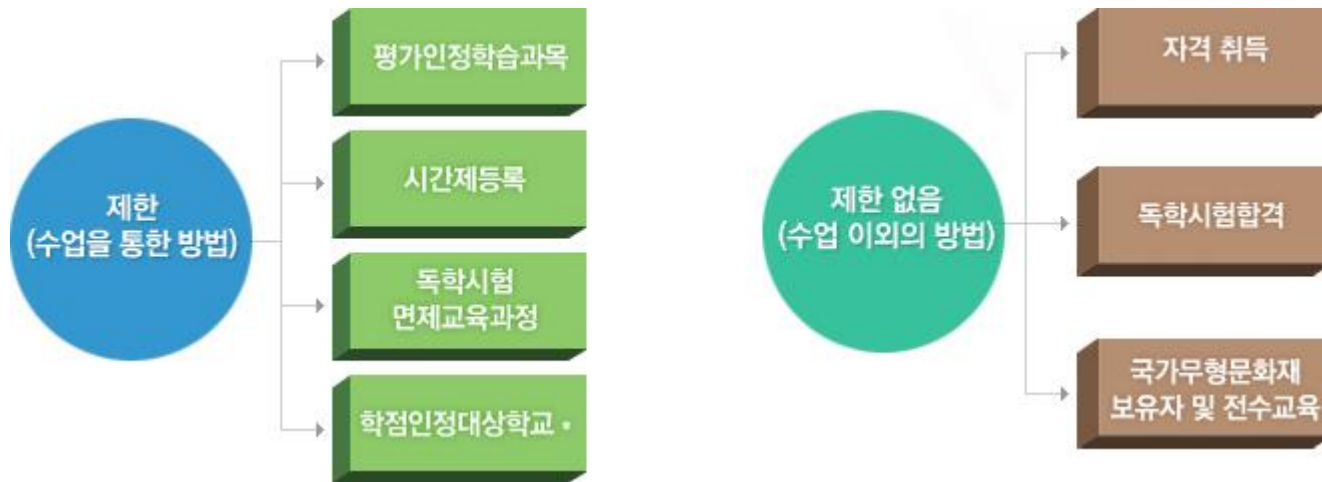 제한
(수업을 통한 방법)
평가인정학습과목
시간제등록
독학시험
면제교육과정
학점인정대상학교 *
제한 없음
(수업 이외의 방법)
자격 취득
독학시험합격
국가무형문화재
보유자 및 전수교육